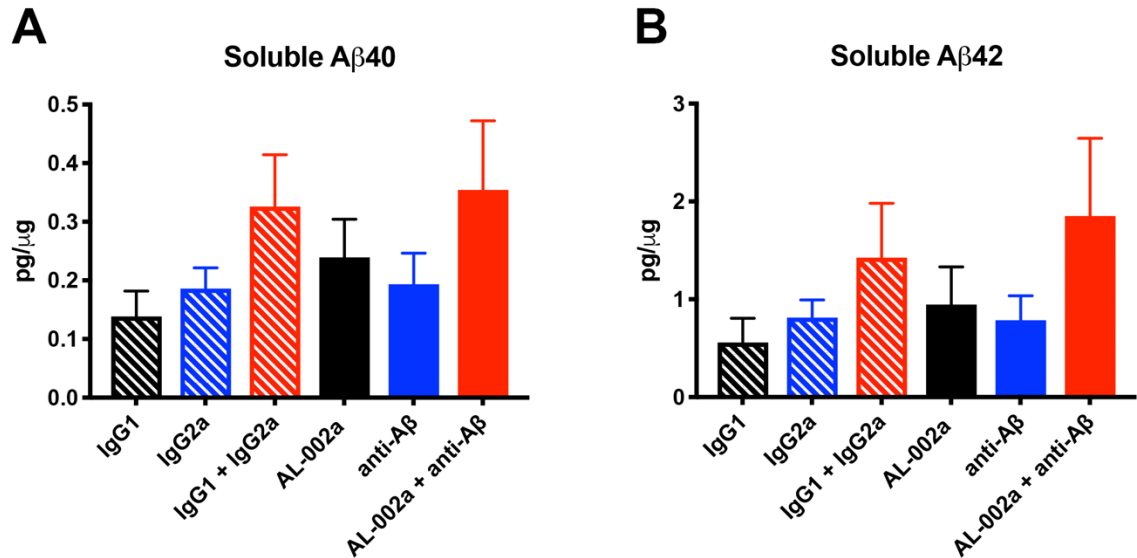 A
Soluble Aβ40
pg/μg
0.5
0.4
0.3
0.2
0.1
0.0
IgG1
IgG2a
IgG1 + IgG2a
AL-002a
anti-Aβ
AL-002a + anti-Aβ
B
Soluble Aβ42
pg/μg
3
2
1
0
IgG1
IgG2a
IgG1 + IgG2a
AL-002a
anti-Aβ
AL-002a + anti-Aβ